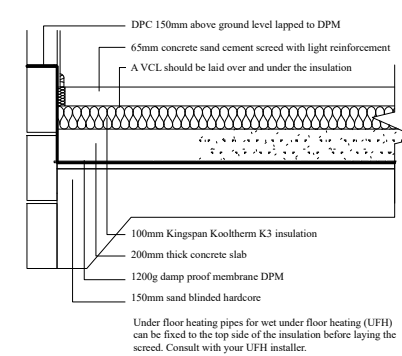 DPC 150mm above ground level lapped to DPM
65mm concrete sand cement screed with light reinforcement
A VCL should be laid over and under the insulation
100mm Kingspan Kooltherm K3 insulation
200mm thick concrete slab
1200g damp proof membrane DPM
150mm sand blinded hardcore
Under floor heating pipes for wet under floor heating (UFH)
can be fixed to the top side of the insulation before laying the
screed. Consult with your UFH installer.